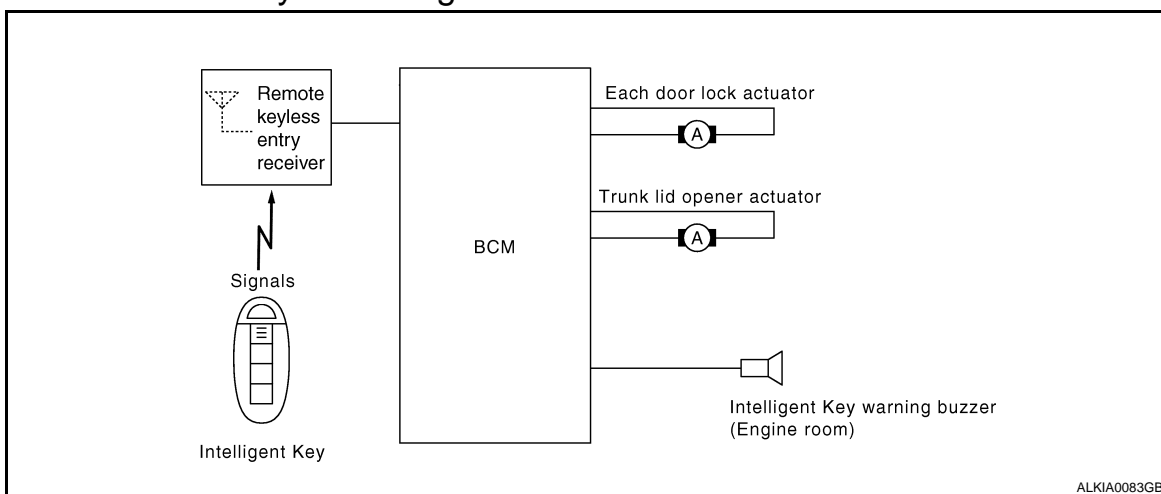 Remote
keyless
entry
receiver
Signals
Intelligent Key
BCM
Each door lock actuator
A
Trunk lid opener actuator
A
Intelligent Key warning buzzer
(Engine room)
ALKIA0083GB